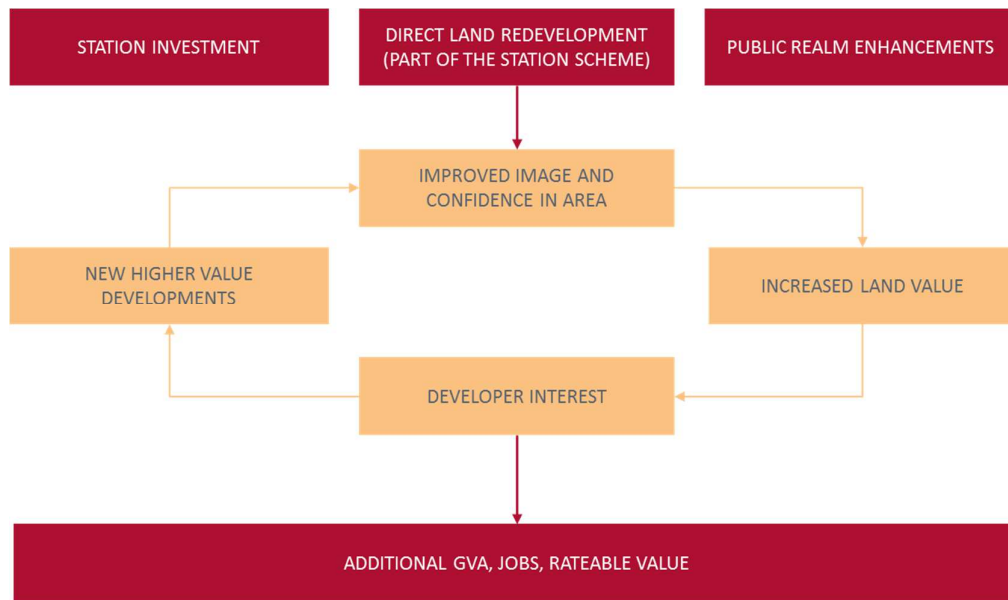 STATION INVESTMENT
DIRECT LAND REDEVELOPMENT
(PART OF THE STATION SCHEME)
PUBLIC REALM ENHANCEMENTS
IMPROVED IMAGE AND
CONFIDENCE IN AREA
NEW HIGHER VALUE
DEVELOPMENTS
INCREASED LAND VALUE
DEVELOPER INTEREST
ADDITIONAL GVA, JOBS, RATEABLE VALUE